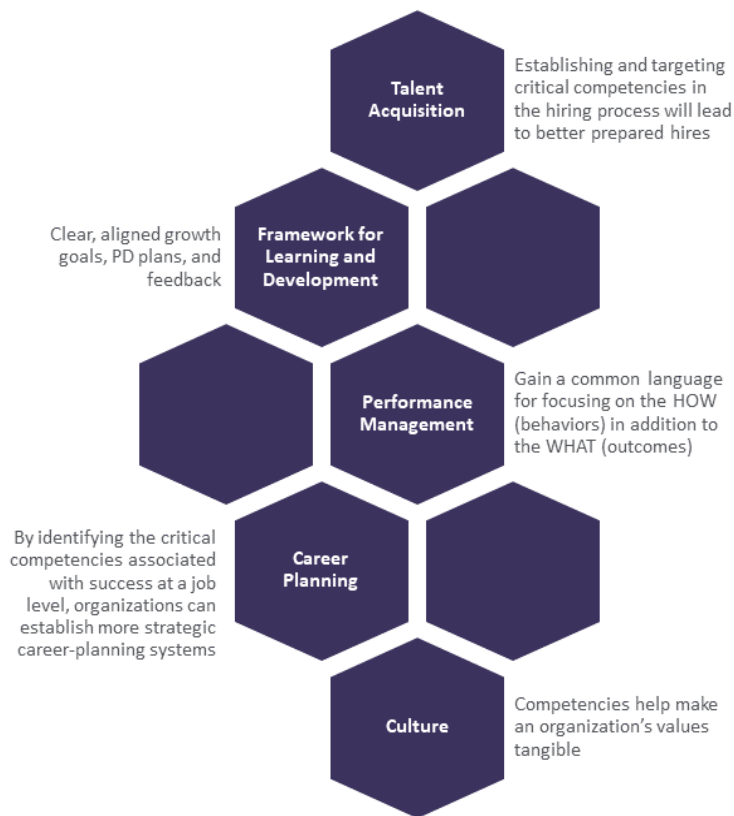 Talent
Acquisition
Establishing and targeting
critical competencies in
the hiring process will lead
to better prepared hires
Clear, aligned growth
goals, PD plans, and
feedback
Framework for
Learning and
Development
Performance
Management
Gain a common language
for focusing on the HOW
(behaviors) in addition to
the WHAT (outcomes)
By identifying the critical
competencies associated
with success at a job
level, organizations can
establish more strategic
career-planning systems
Career
Planning
Culture
Competencies help make
an organization's values
tangible